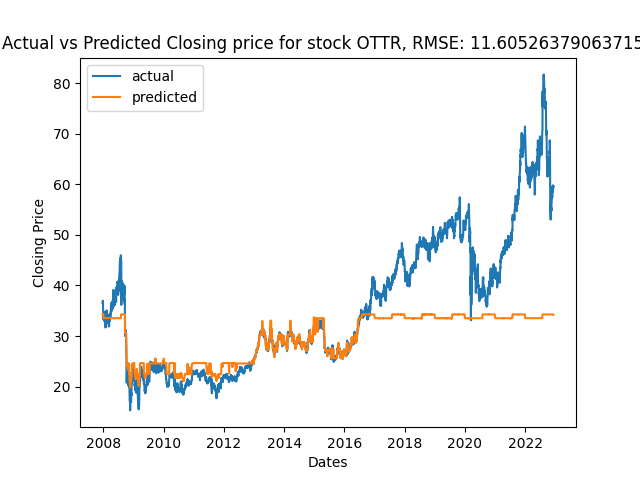 Actual vs Predicted Closing price for stock OTTR, RMSE: 11.60526379063715
actual
predicted
80
70
60
50
40
30
20
Closing Price
2008 2010 2012 2014 2016 2018 2020 2022
Dates